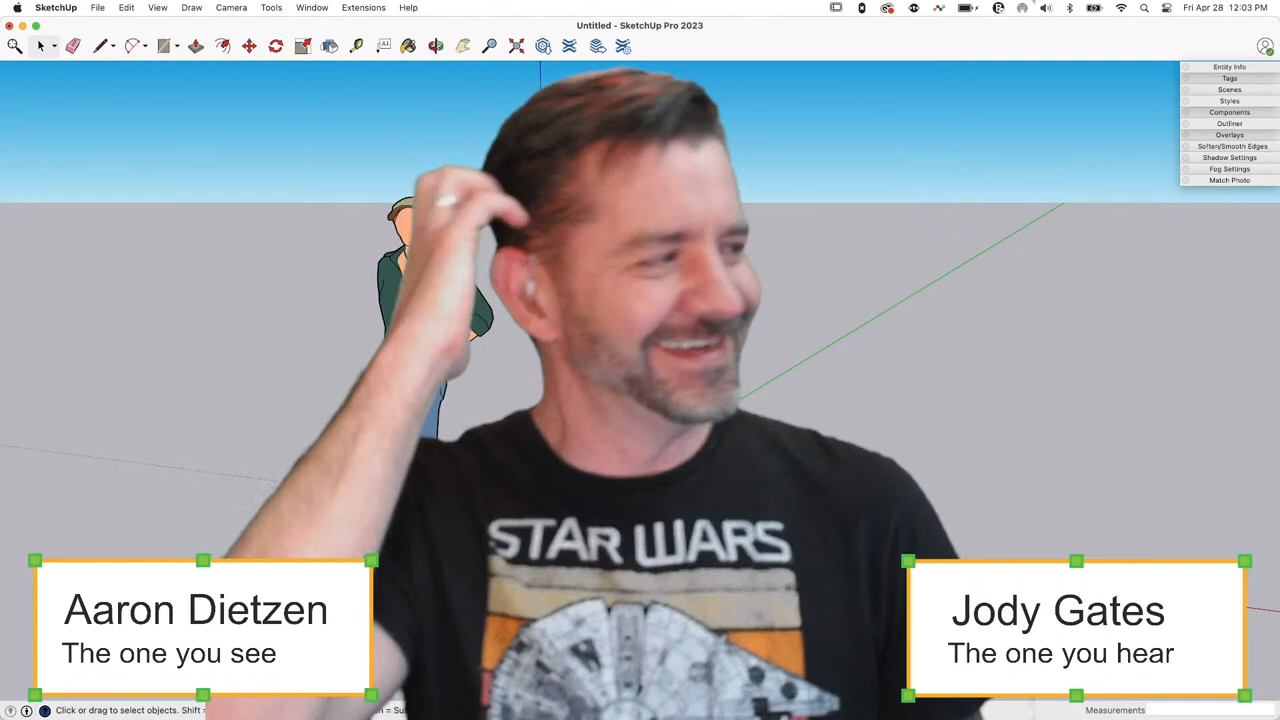 SketchUp File Edit View Draw Camera Tools Window Extensions Help
Fri Apr 28 12:03 PM
Untitled - SketchUp Pro 2023
Entity Info
Tags
Scenes
Styles
Components
Outliner
Overlays
Soften/Smooth Edges
Shadow Settings
Fog Settings
Match Photo
STAR WARS
Aaron Dietzen
The one you see
Jody Gates
The one you hear
Click or drag to select objects. Shift =
= Su
Measurements